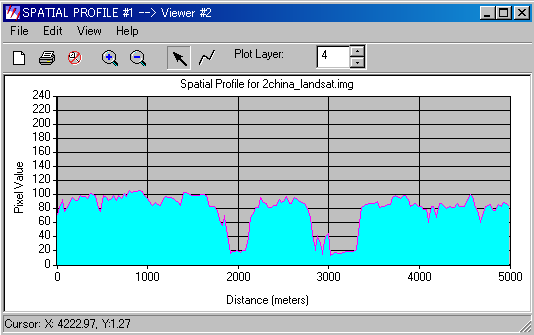 SPATIAL PROFILE #1 --> Viewer #2
File Edit View Help
Plot Layer: 4
Spatial Profile for 2china_landsat.img
240
220
200
180
160
140
120
100
80
60
40
20
0
Pixel Value
0 1000 2000 3000 4000 5000
Distance (meters)
Cursor: X: 4222.97, Y:1.27